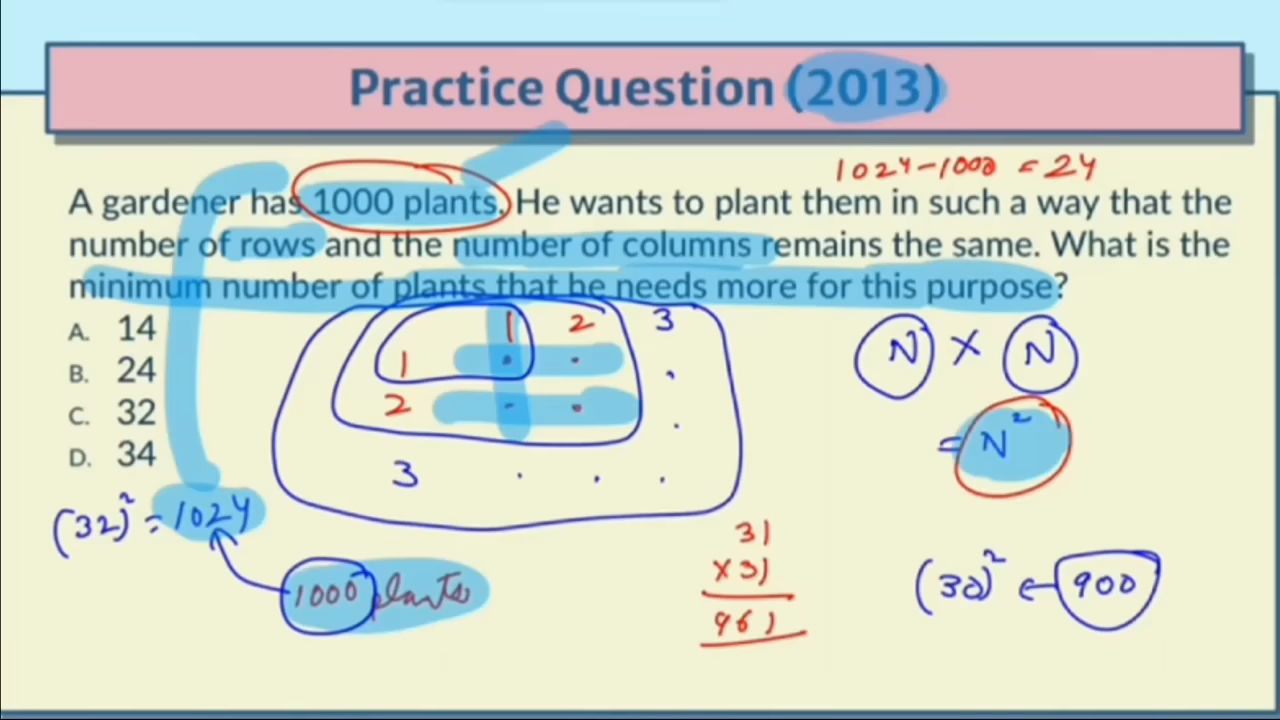 Practice Question (2013)
1024-1000 = 24
A gardener has 1000 plants. He wants to plant them in such a way that the
number of rows and the number of columns remains the same. What is the
minimum number of plants that he needs more for this purpose?
A. 14
B. 24
C. 32
D. 34
1 2 3
1
2
3
N × N
= N²
(32)² = 1024
1000 plants
31
×31
961
(30)² ← 900